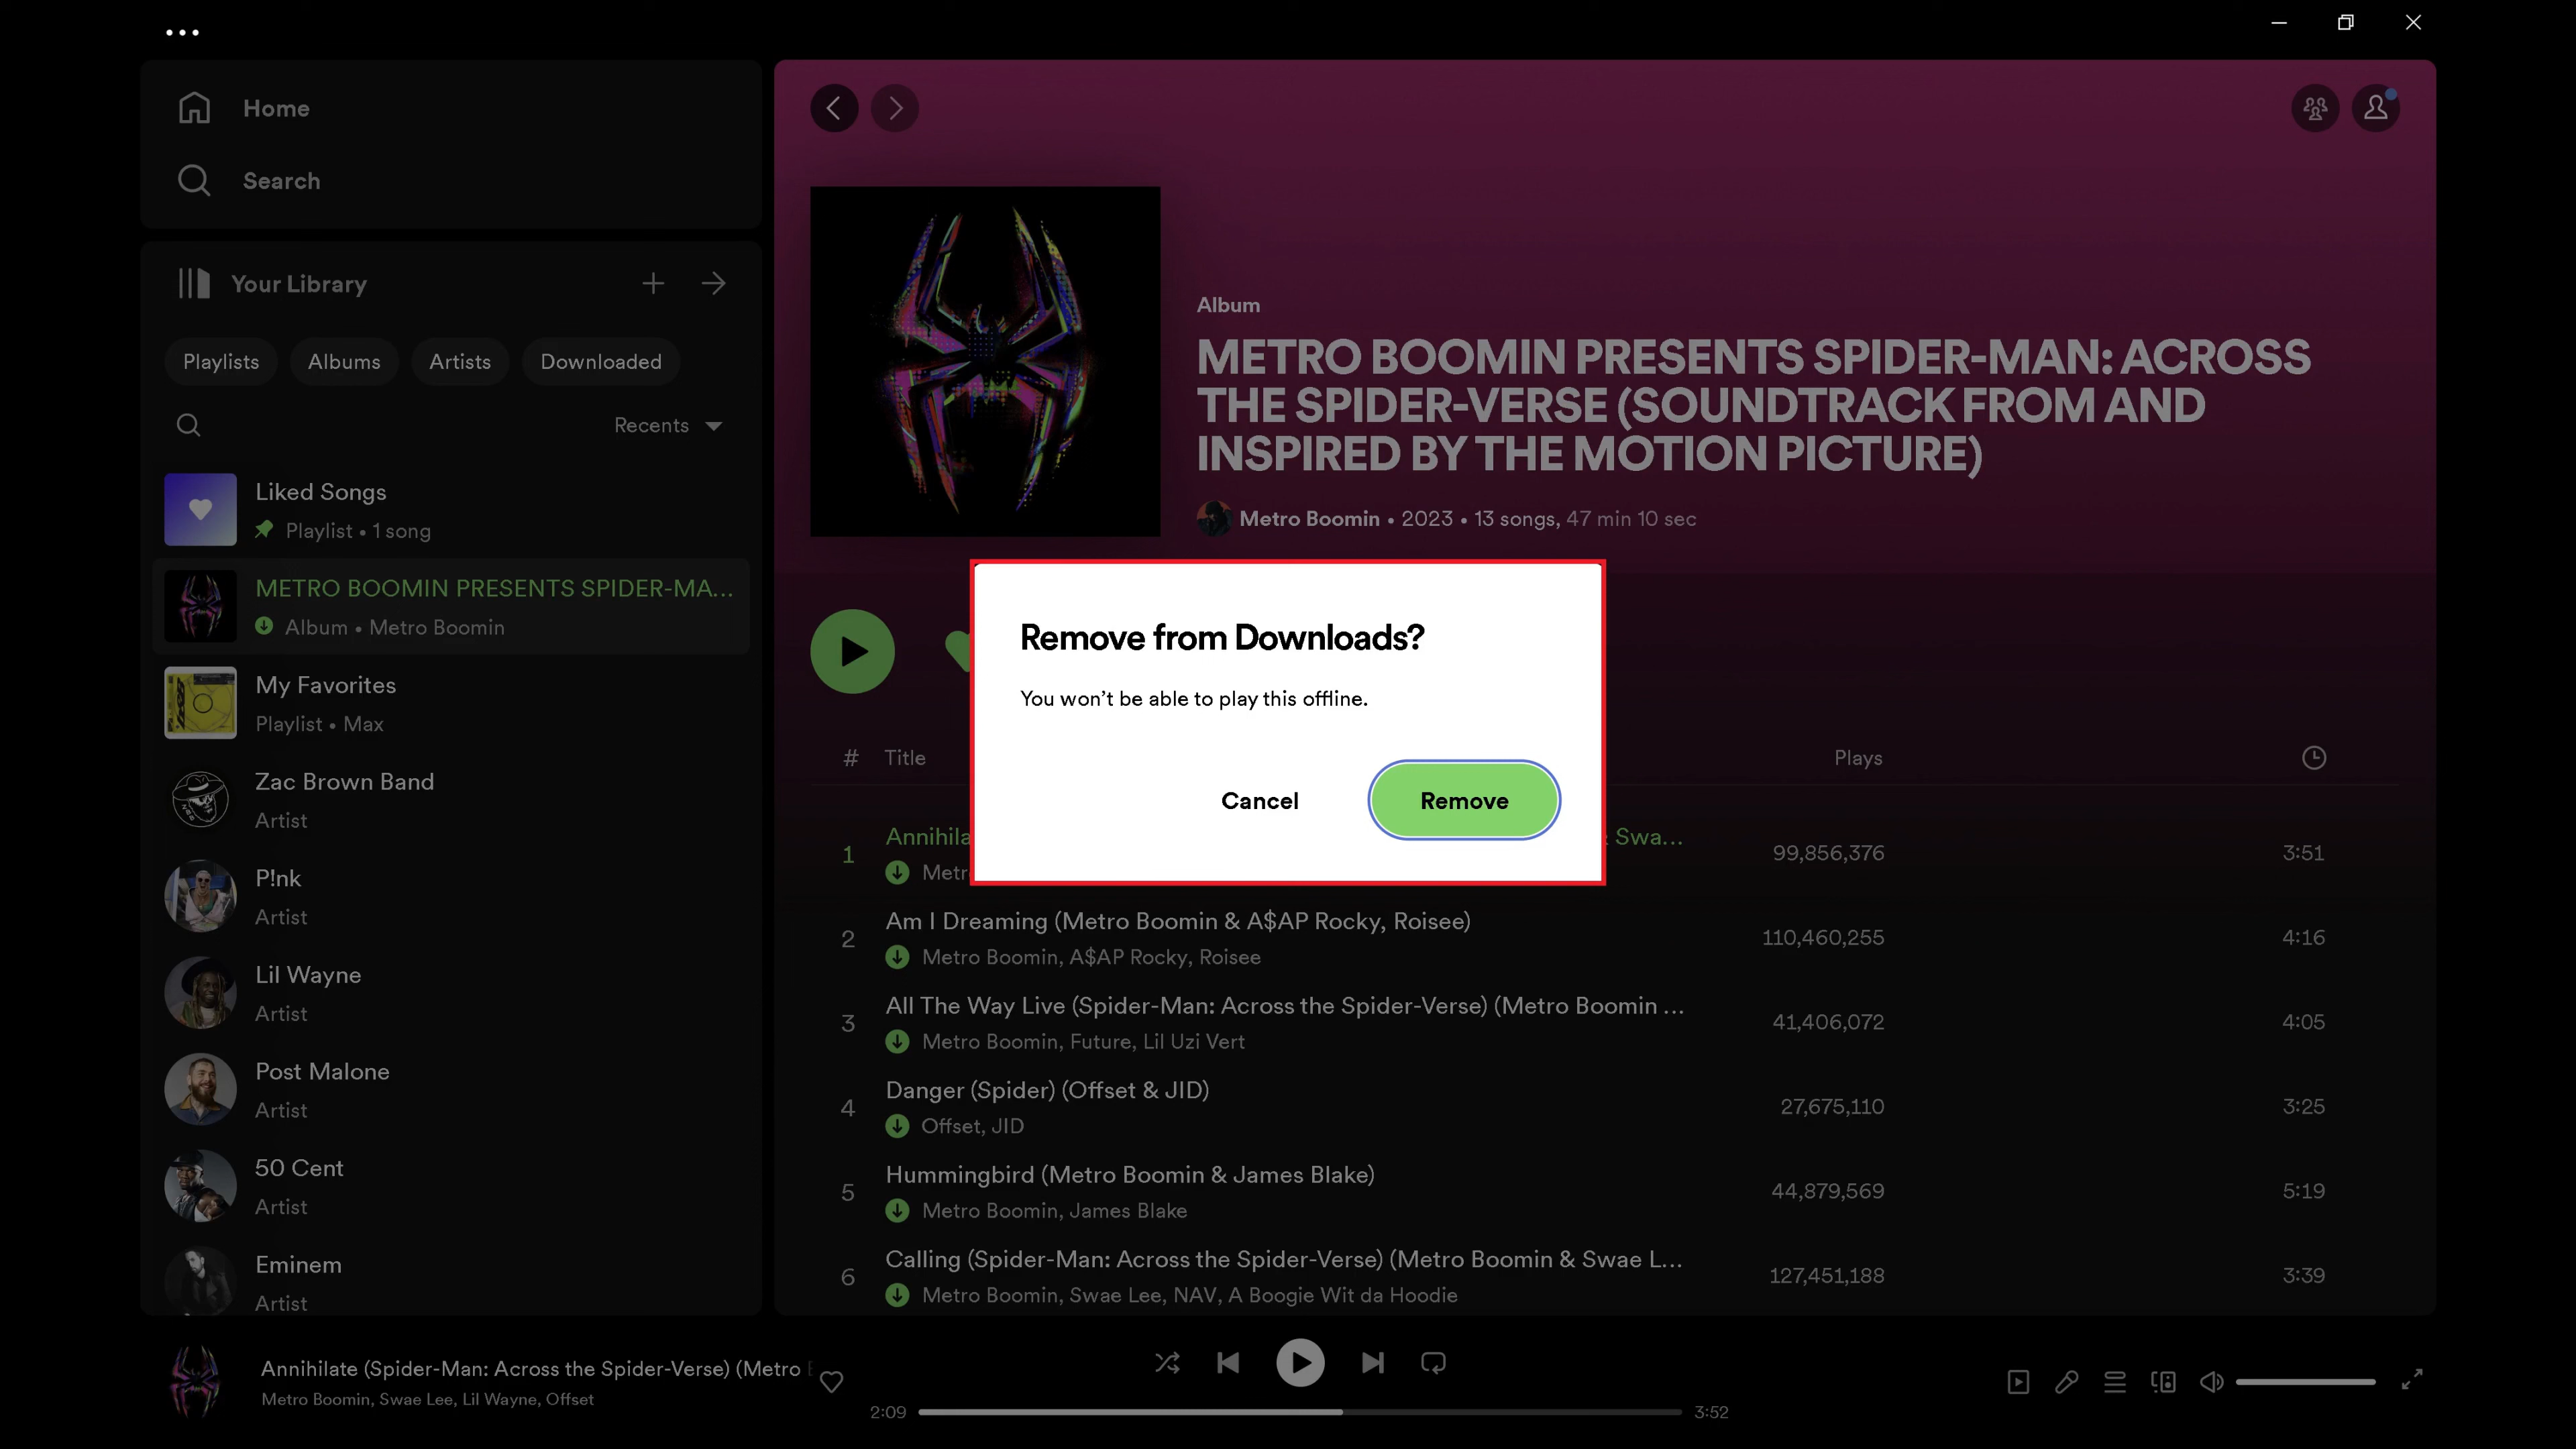 Home
Search
Your Library
Playlists Albums Artists Downloaded
Recents
Liked Songs
Playlist • 1 song
METRO BOOMIN PRESENTS SPIDER-MA...
Album • Metro Boomin
My Favorites
Playlist • Max
Zac Brown Band
Artist
P!nk
Artist
Lil Wayne
Artist
Post Malone
Artist
50 Cent
Artist
Eminem
Artist
Album
METRO BOOMIN PRESENTS SPIDER-MAN: ACROSS
THE SPIDER-VERSE (SOUNDTRACK FROM AND
INSPIRED BY THE MOTION PICTURE)
Metro Boomin • 2023 • 13 songs, 47 min 10 sec
Remove from Downloads?
You won't be able to play this offline.
Cancel Remove
# Title Plays
1 Annihila Swa... 99,856,376 3:51
Metr
2 Am I Dreaming (Metro Boomin & A$AP Rocky, Roisee) 110,460,255 4:16
Metro Boomin, A$AP Rocky, Roisee
3 All The Way Live (Spider-Man: Across the Spider-Verse) (Metro Boomin ... 41,406,072 4:05
Metro Boomin, Future, Lil Uzi Vert
4 Danger (Spider) (Offset & JID) 27,675,110 3:25
Offset, JID
5 Hummingbird (Metro Boomin & James Blake) 44,879,569 5:19
Metro Boomin, James Blake
6 Calling (Spider-Man: Across the Spider-Verse) (Metro Boomin & Swae L... 127,451,188 3:39
Metro Boomin, Swae Lee, NAV, A Boogie Wit da Hoodie
Annihilate (Spider-Man: Across the Spider-Verse) (Metro
Metro Boomin, Swae Lee, Lil Wayne, Offset
2:09 3:52